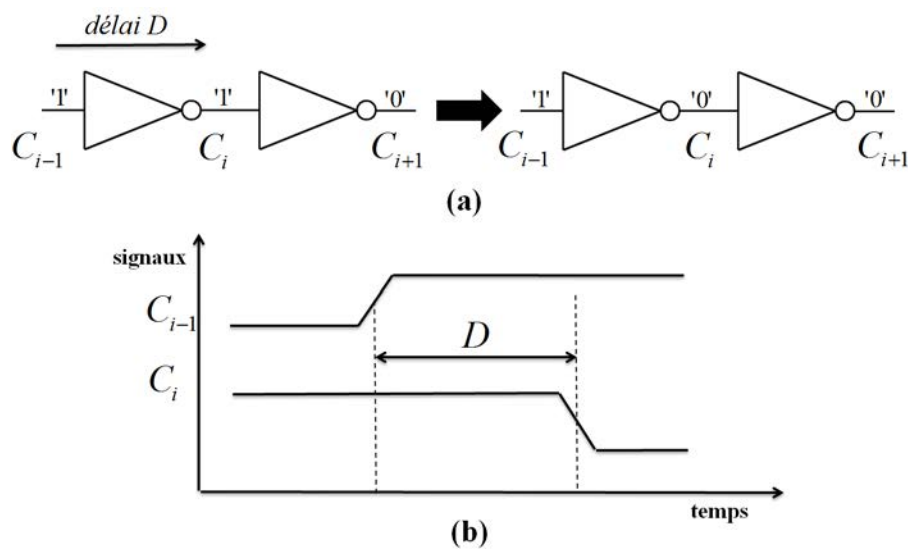 délai D
'1' '1' '0' '1' '0' '0'
C_{i-1} C_i C_{i+1} C_{i-1} C_i C_{i+1}
(a)
signaux
C_{i-1}
D
C_i
temps
(b)